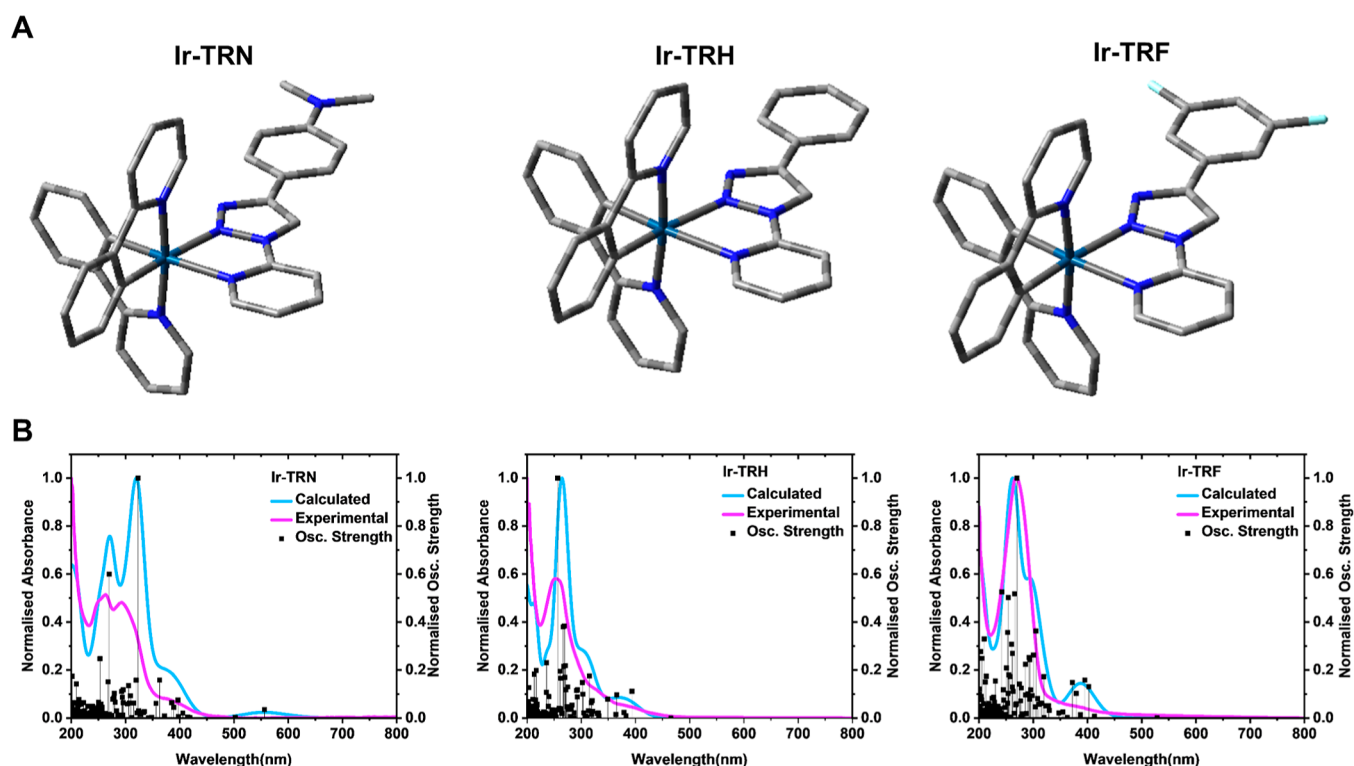 A
Ir-TRN
Ir-TRH
Ir-TRF
B
Normalised Absorbance
1.0
0.8
0.6
0.4
0.2
0.0
Ir-TRN
Calculated
Experimental
Osc. Strength
1.0
0.8
0.6
0.4
0.2
0.0
Normalised Osc. Strength
200 300 400 500 600 700 800
Wavelength(nm)
Normalised Absorbance
1.0
0.8
0.6
0.4
0.2
0.0
Ir-TRH
Calculated
Experimental
Osc. Strength
1.0
0.8
0.6
0.4
0.2
0.0
Normalised Osc. Strength
200 300 400 500 600 700 800
Wavelength(nm)
Normalised Absorbance
1.0
0.8
0.6
0.4
0.2
0.0
Ir-TRF
Calculated
Experimental
Osc. Strength
1.0
0.8
0.6
0.4
0.2
0.0
Normalised Osc. Strength
200 300 400 500 600 700 800
Wavelength(nm)